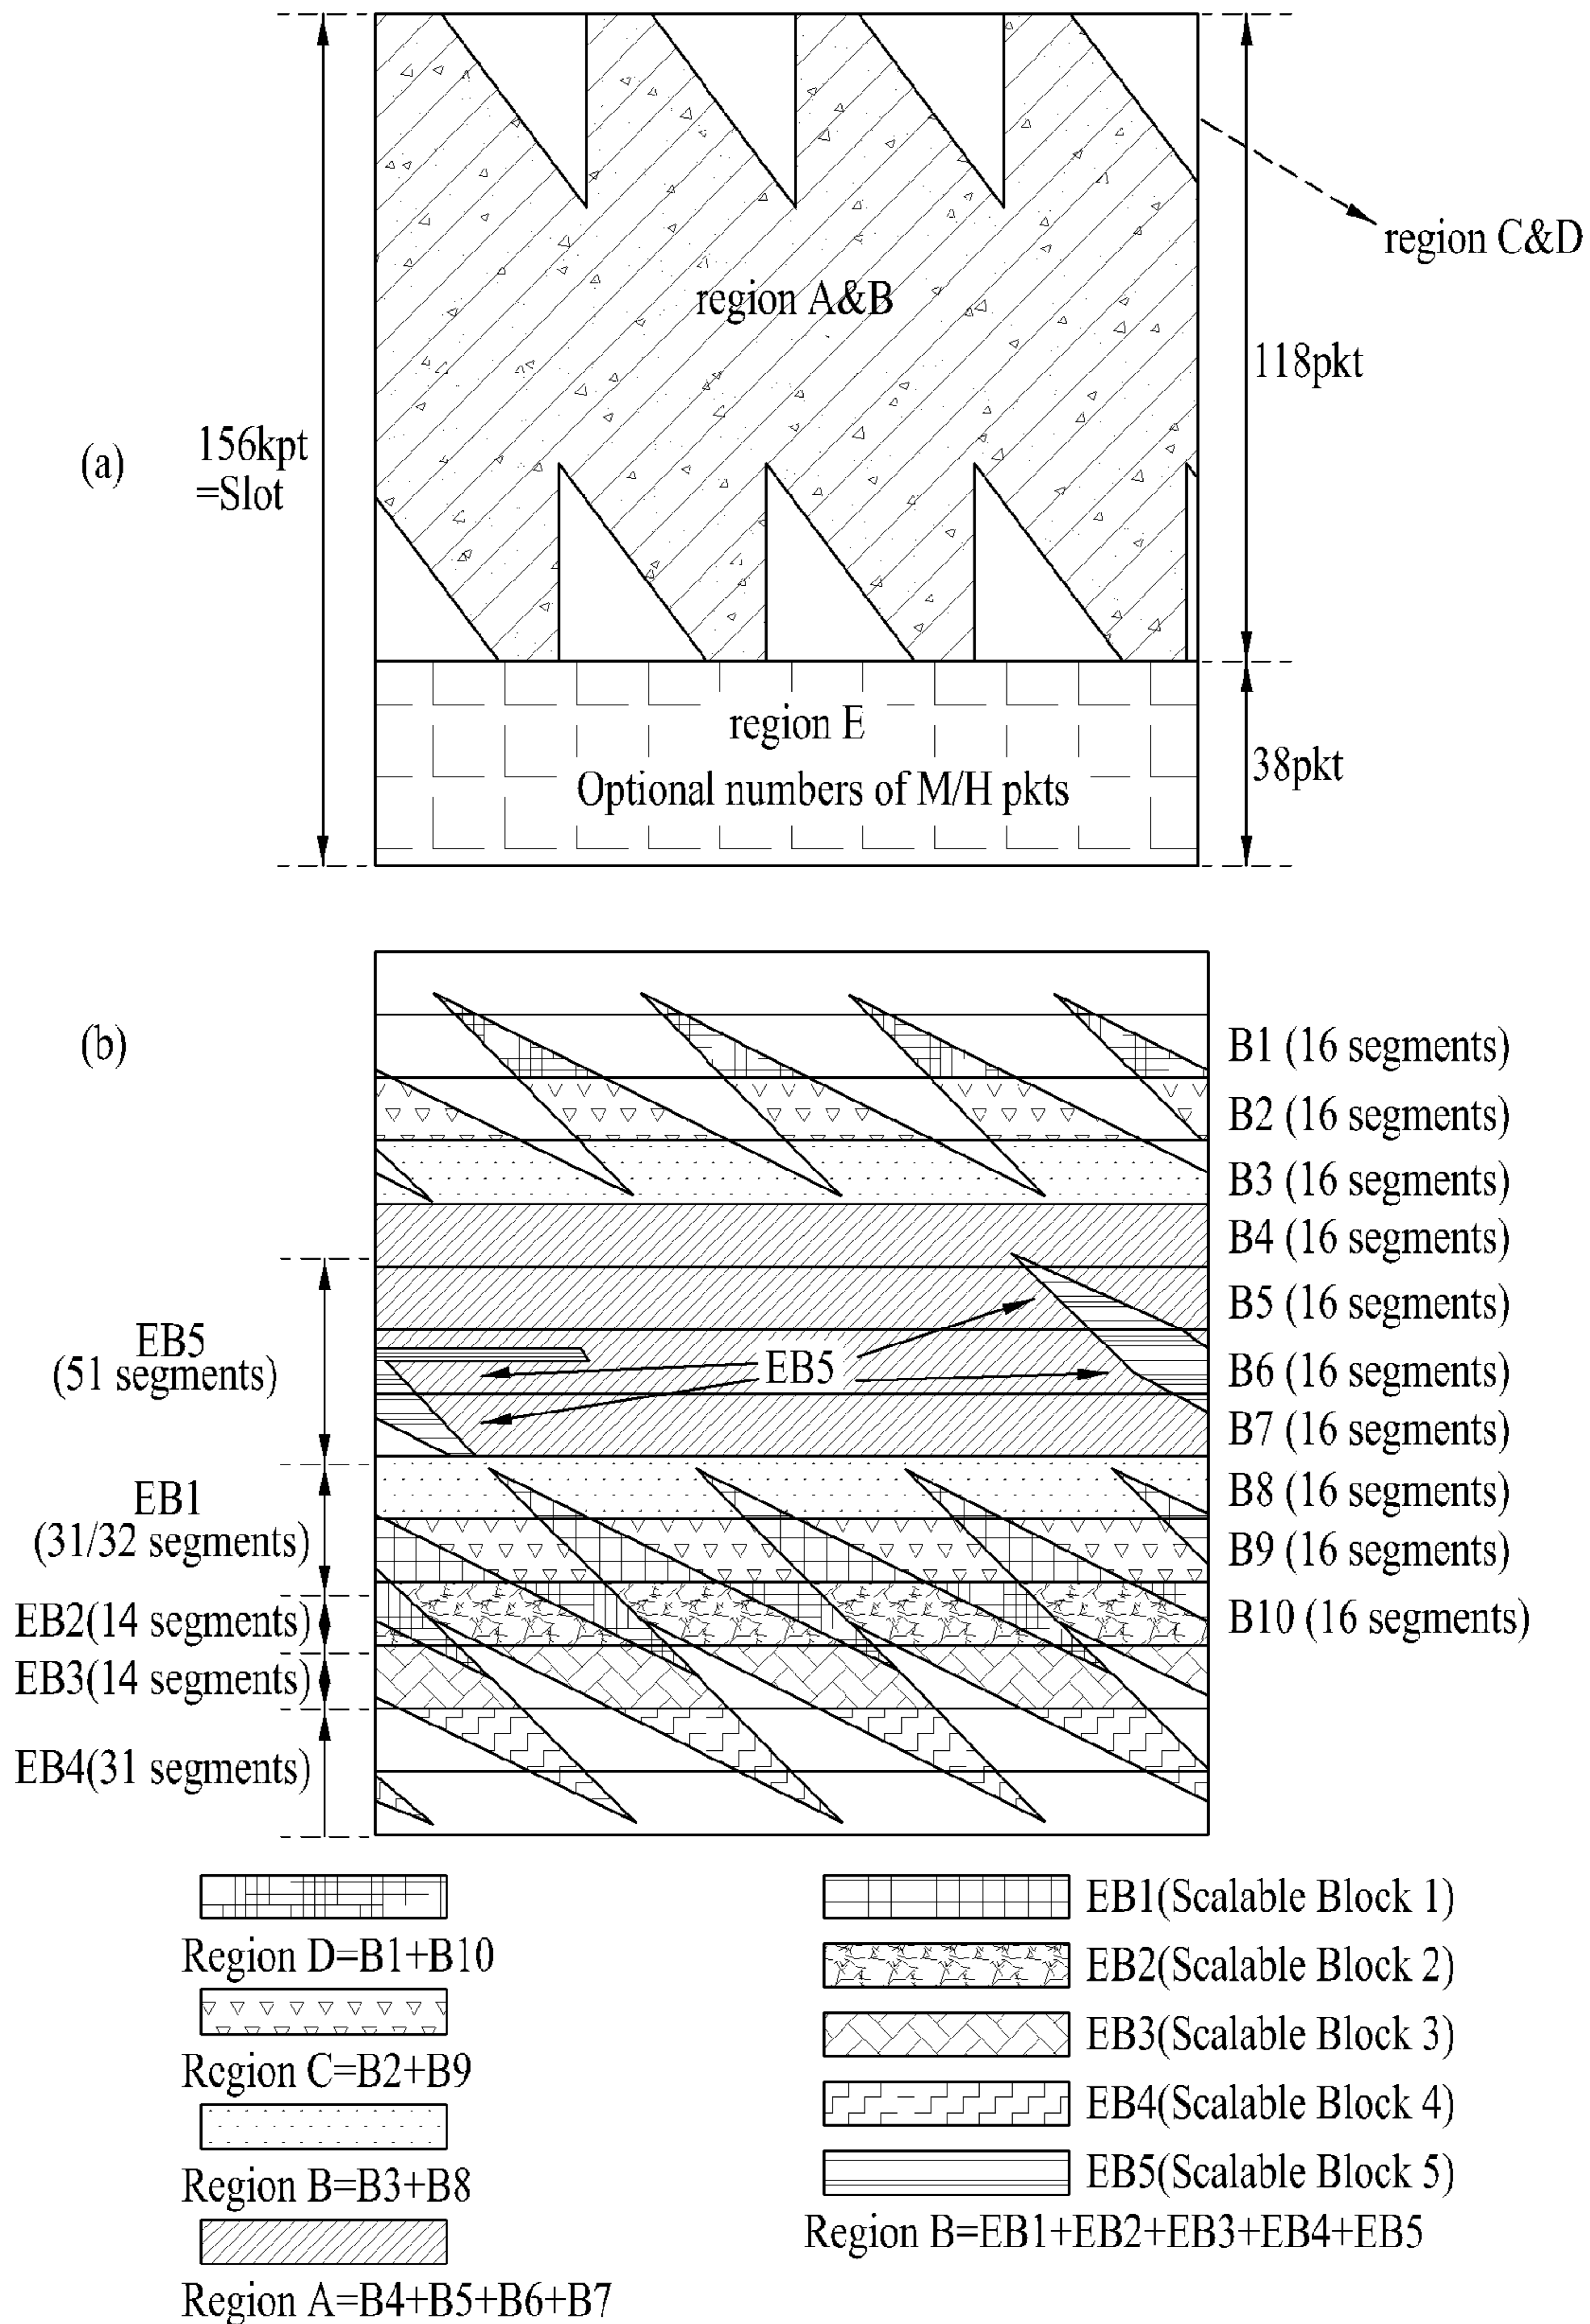 (a)
156kpt
=Slot
region A&B
region C&D
118pkt
region E
Optional numbers of M/H pkts
38pkt
(b)
B1 (16 segments)
B2 (16 segments)
B3 (16 segments)
B4 (16 segments)
B5 (16 segments)
B6 (16 segments)
B7 (16 segments)
B8 (16 segments)
B9 (16 segments)
B10 (16 segments)
EB5
(51 segments)
EB5
EB1
(31/32 segments)
EB2(14 segments)
EB3(14 segments)
EB4(31 segments)
Region D=B1+B10
Region C=B2+B9
Region B=B3+B8
Region A=B4+B5+B6+B7
EB1(Scalable Block 1)
EB2(Scalable Block 2)
EB3(Scalable Block 3)
EB4(Scalable Block 4)
EB5(Scalable Block 5)
Region B=EB1+EB2+EB3+EB4+EB5